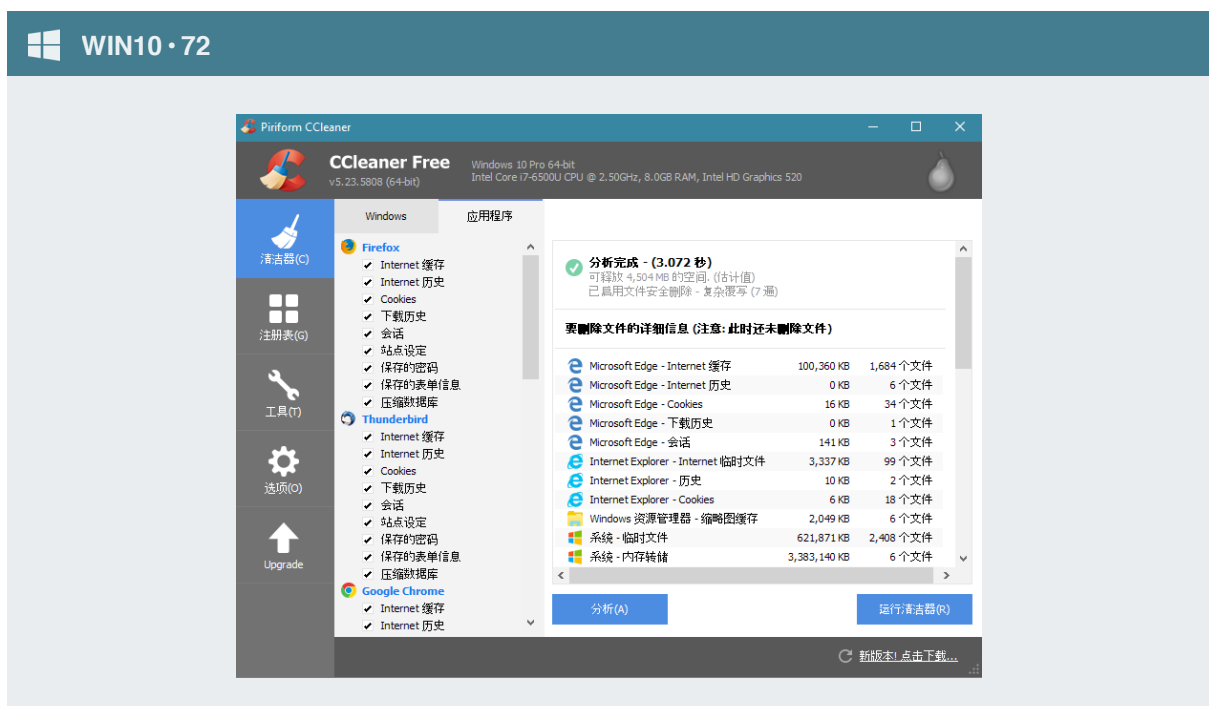 WIN10·72
Piriform CCleaner
CCleaner Free
v5.23.5808 (64-bit)
Windows 10 Pro 64-bit
Intel Core i7-6500U CPU @ 2.50GHz, 8.0GB RAM, Intel HD Graphics 520
清洁器(C)
注册表(G)
工具(T)
选项(O)
Upgrade
Windows 应用程序
Firefox
Internet 缓存
Internet 历史
Cookies
下载历史
会话
站点设定
保存的密码
保存的表单信息
压缩数据库
Thunderbird
Internet 缓存
Internet 历史
Cookies
下载历史
会话
站点设定
保存的密码
保存的表单信息
压缩数据库
Google Chrome
Internet 缓存
Internet 历史
分析完成 - (3.072 秒)
可释放 4,504 MB 的空间. (估计值)
已启用文件安全删除 - 复杂覆写 (7 遍)
要删除文件的详细信息 (注意: 此时还未删除文件)
Microsoft Edge - Internet 缓存 100,360 KB 1,684 个文件
Microsoft Edge - Internet 历史 0 KB 6 个文件
Microsoft Edge - Cookies 16 KB 34 个文件
Microsoft Edge - 下载历史 0 KB 1 个文件
Microsoft Edge - 会话 141 KB 3 个文件
Internet Explorer - Internet 临时文件 3,337 KB 99 个文件
Internet Explorer - 历史 10 KB 2 个文件
Internet Explorer - Cookies 6 KB 18 个文件
Windows 资源管理器 - 缩略图缓存 2,049 KB 6 个文件
系统 - 临时文件 621,871 KB 2,408 个文件
系统 - 内存转储 3,383,140 KB 6 个文件
分析(A) 运行清洁器(R)
新版本! 点击下载...